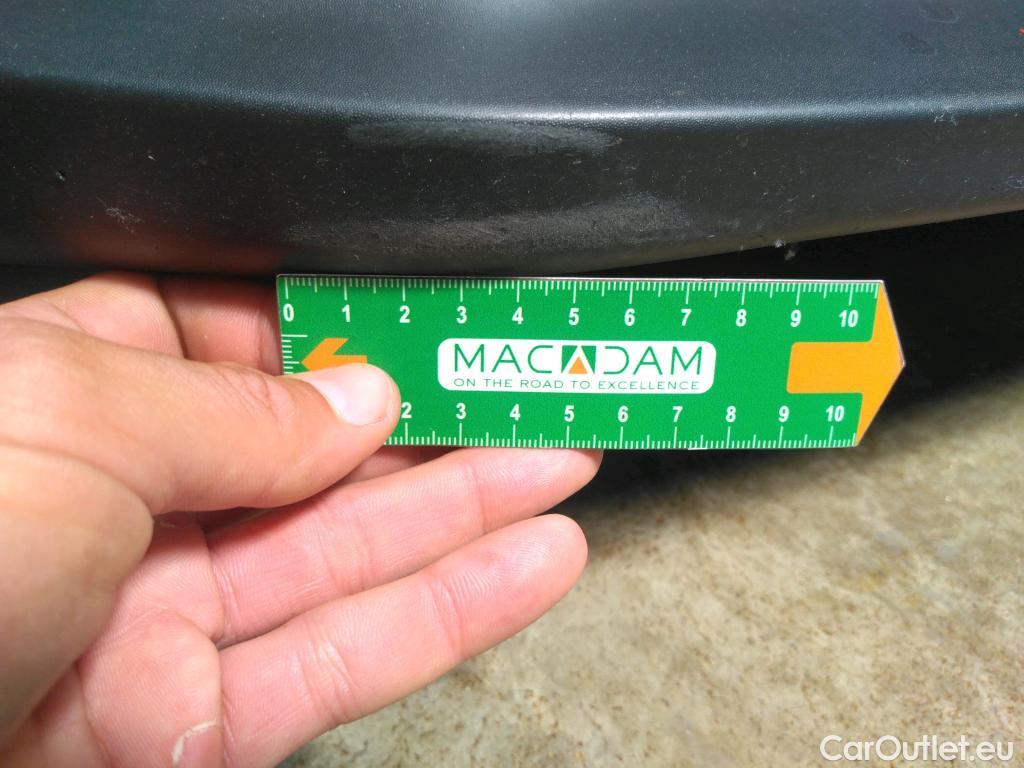 0 1 2 3 4 5 6 7 8 9 10
MACADAM
ON THE ROAD TO EXCELLENCE
2 3 4 5 6 7 8 9 10
CarOutlet.eu